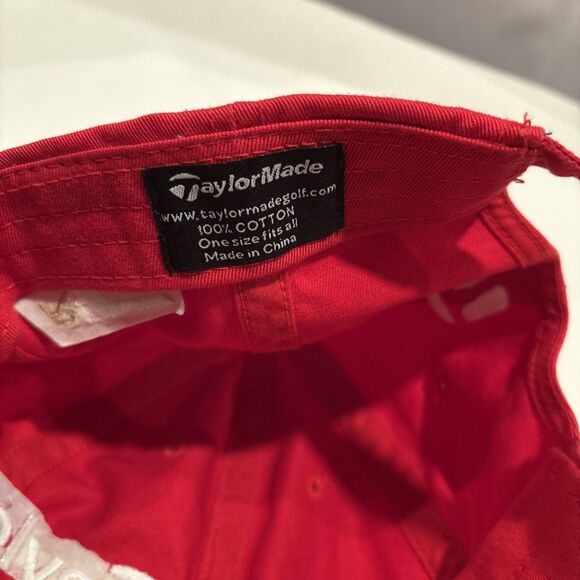 TaylorMade
www.taylormadegolf.com
100% COTTON
One size fits all
Made in China